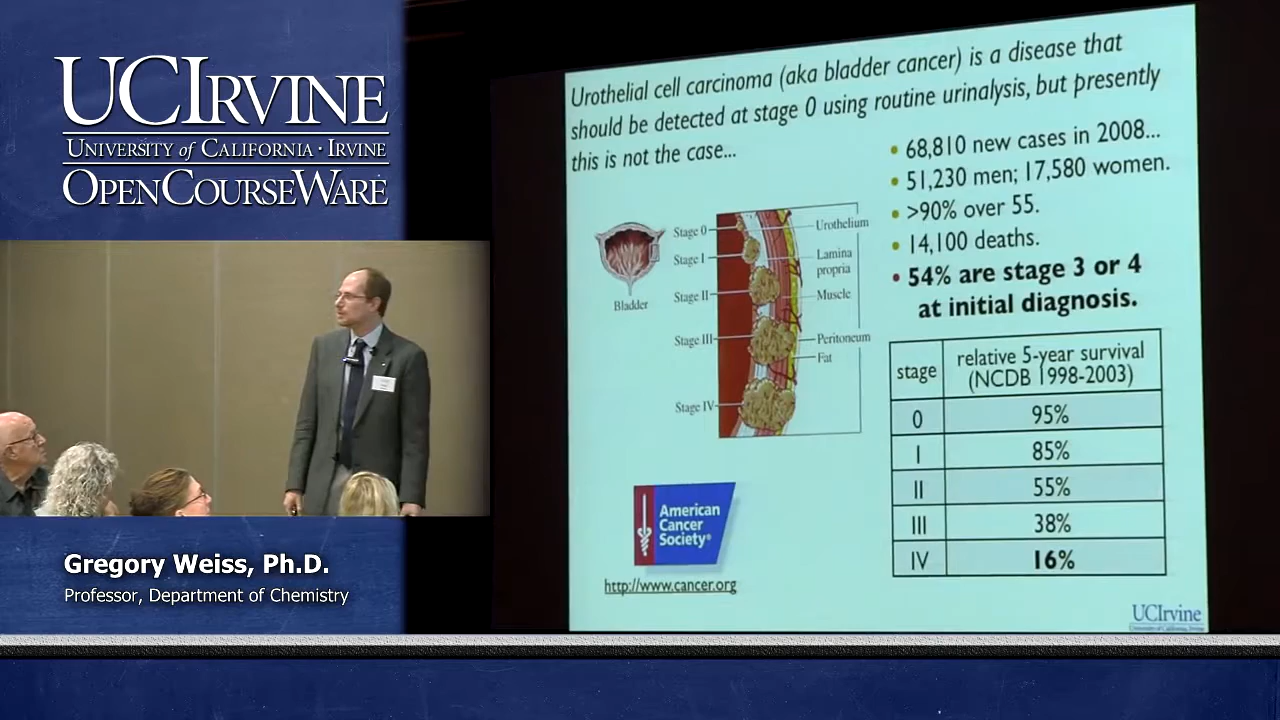 UCIRVINE
UNIVERSITY of CALIFORNIA · IRVINE
OPENCOURSEWARE
Gregory Weiss, Ph.D.
Professor, Department of Chemistry
Urothelial cell carcinoma (aka bladder cancer) is a disease that
should be detected at stage 0 using routine urinalysis, but presently
this is not the case...
• 68,810 new cases in 2008...
• 51,230 men; 17,580 women.
• >90% over 55.
• 14,100 deaths.
• 54% are stage 3 or 4
at initial diagnosis.
Bladder
Stage 0
Stage I
Stage II
Stage III
Stage IV
Urothelium
Lamina
propria
Muscle
Peritoneum
Fat
stage
relative 5-year survival
(NCDB 1998-2003)
0 95%
I 85%
II 55%
III 38%
IV 16%
American
Cancer
Society®
http://www.cancer.org
UCIrvine
University of California, Irvine